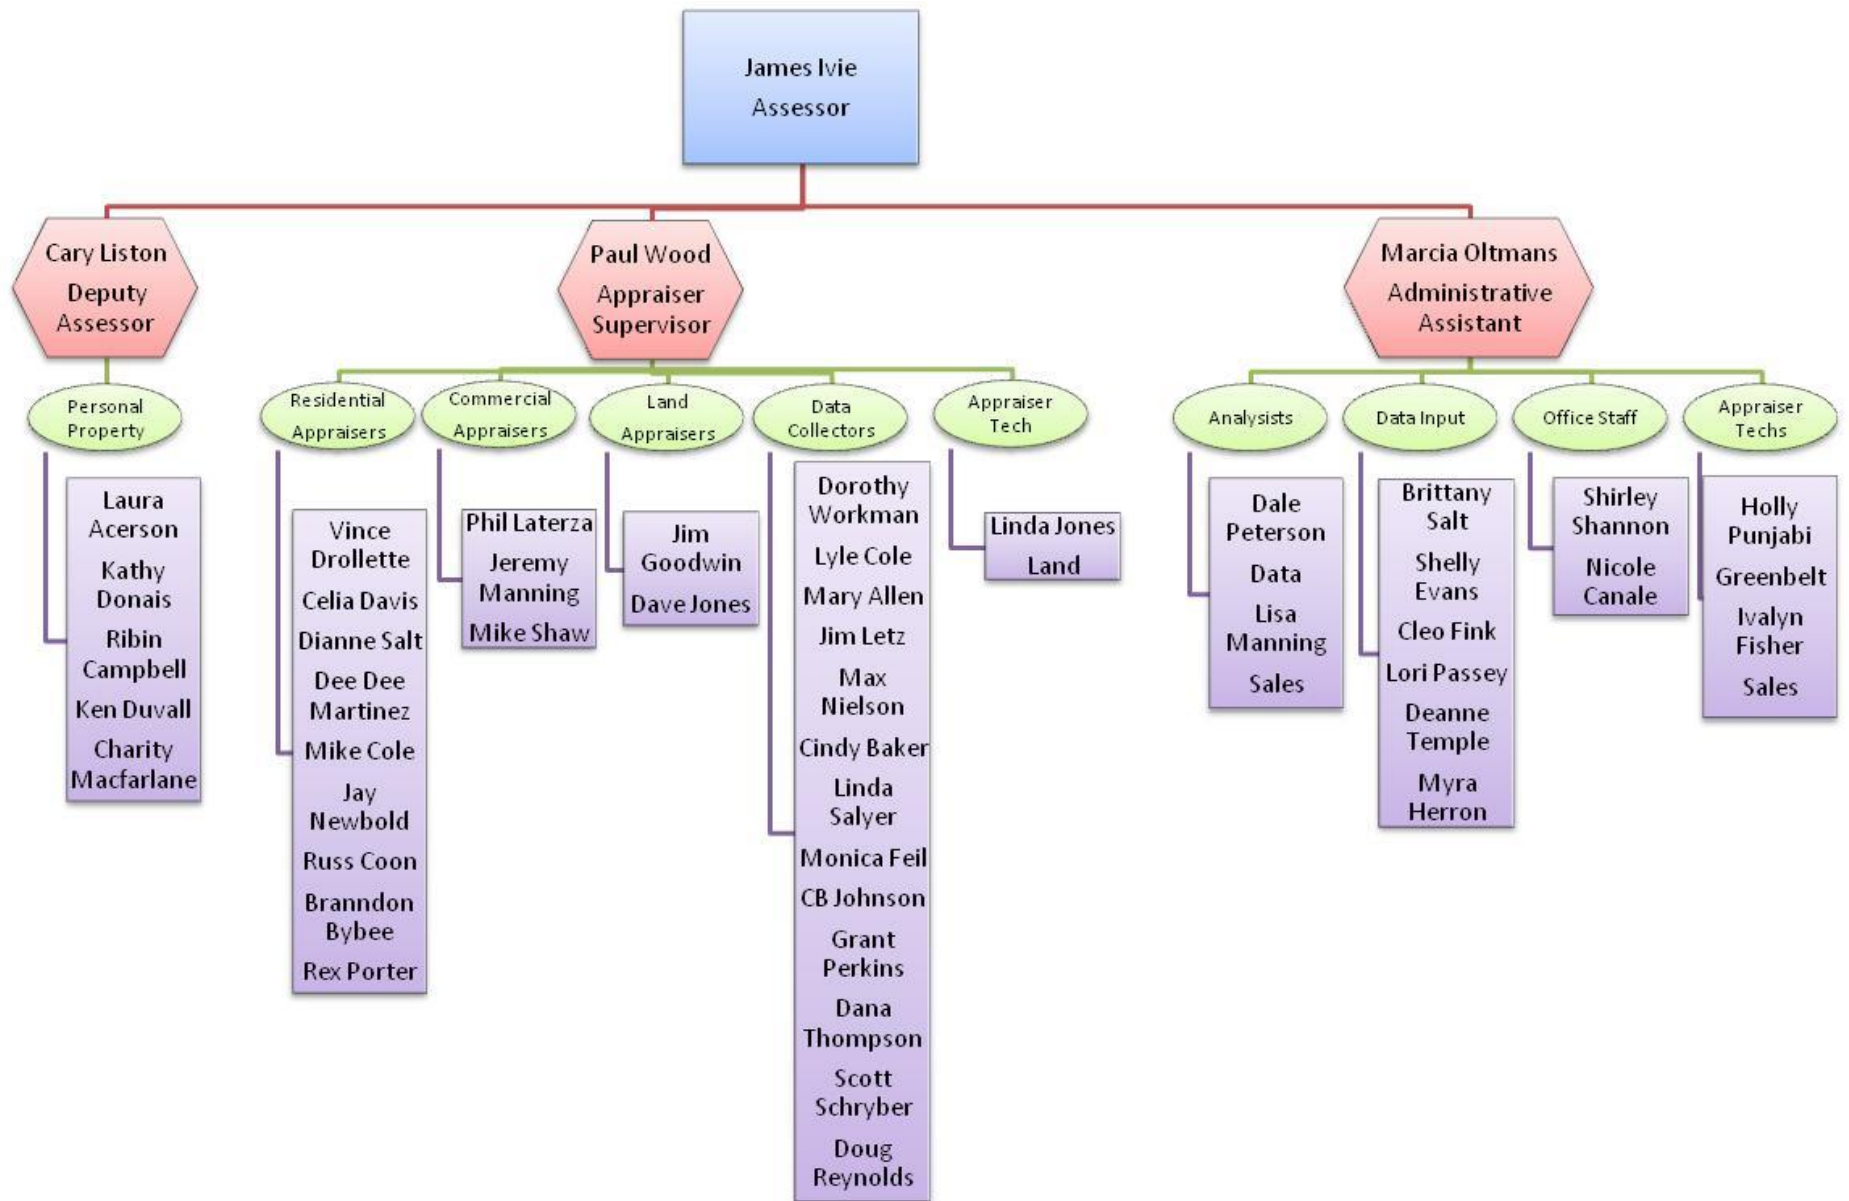 James Ivie
Assessor
Cary Liston
Deputy
Assessor
Paul Wood
Appraiser
Supervisor
Marcia Oltmans
Administrative
Assistant
Personal
Property
Residential
Appraisers
Commercial
Appraisers
Land
Appraisers
Data
Collectors
Appraiser
Tech
Analysists
Data Input
Office Staff
Appraiser
Techs
Laura
Acerson
Kathy
Donais
Ribin
Campbell
Ken Duvall
Charity
Macfarlane
Vince
Drollette
Celia Davis
Dianne Salt
Dee Dee
Martinez
Mike Cole
Jay
Newbold
Russ Coon
Branndon
Bybee
Rex Porter
Phil Laterza
Jeremy
Manning
Mike Shaw
Jim
Goodwin
Dave Jones
Dorothy
Workman
Lyle Cole
Mary Allen
Jim Letz
Max
Nielson
Cindy Baker
Linda
Salyer
Monica Feil
CB Johnson
Grant
Perkins
Dana
Thompson
Scott
Schryber
Doug
Reynolds
Linda Jones
Land
Dale
Peterson
Data
Lisa
Manning
Sales
Brittany
Salt
Shelly
Evans
Cleo Fink
Lori Passey
Deanne
Temple
Myra
Herron
Shirley
Shannon
Nicole
Canale
Holly
Punjabi
Greenbelt
Ivalyn
Fisher
Sales